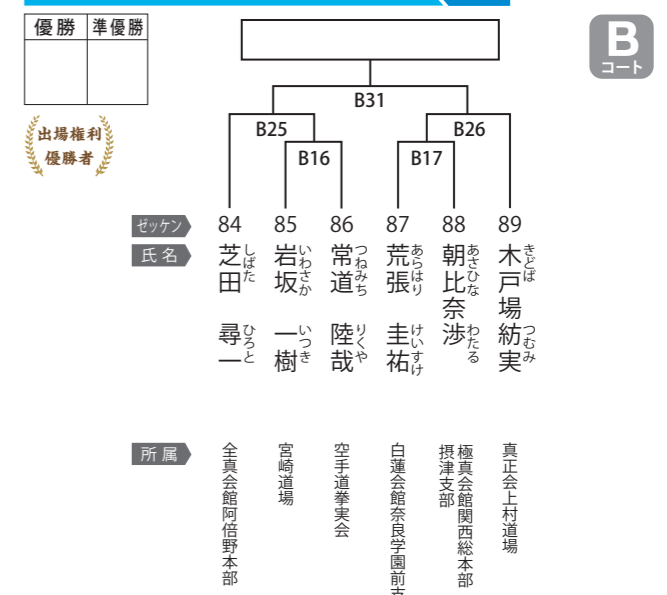 優勝 準優勝
B
コート
出場権利
優勝者
B31
B25 B26
B16 B17
ゼッケン 84 85 86 87 88 89
氏名
芝田 尋一 しばた ひろと
岩坂 一樹 いわさか いつき
常道 陸哉 つねみち りくや
荒張 圭祐 あらはり けいすけ
朝比奈 渉 あさひな わたる
木戸場 紡実 きどば つむみ
所属
全真会館阿倍野本部
宮崎道場
空手道拳実会
白蓮会館奈良学園前
極真会館関西総本部
摂津支部
真正会上村道場